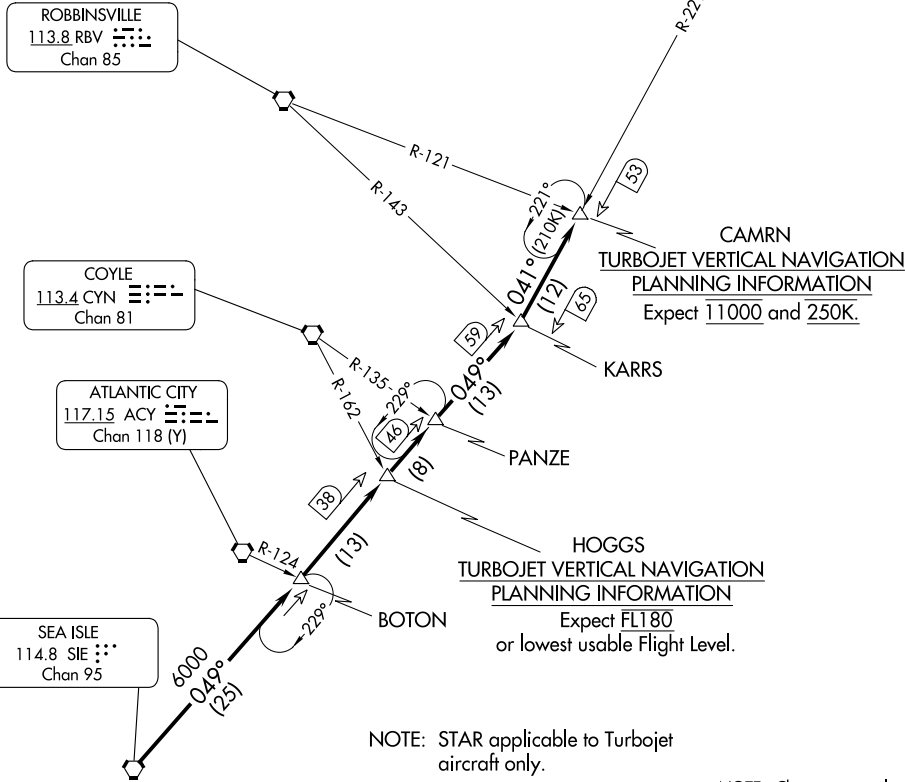 ROBBINSVILLE
113.8 RBV
Chan 85
R-22
R-121
R-143
53
221°
(210K)
041°
(12)
CAMRN
TURBOJET VERTICAL NAVIGATION
PLANNING INFORMATION
Expect 11000 and 250K.
COYLE
113.4 CYN
Chan 81
65
59
KARRS
R-135
R-162
229°
049°
(13)
ATLANTIC CITY
117.15 ACY
Chan 118 (Y)
46
(8)
PANZE
38
(13)
R-124
HOGGS
TURBOJET VERTICAL NAVIGATION
PLANNING INFORMATION
Expect FL180
or lowest usable Flight Level.
229°
BOTON
SEA ISLE
114.8 SIE
Chan 95
6000
049°
(25)
NOTE: STAR applicable to Turbojet
aircraft only.